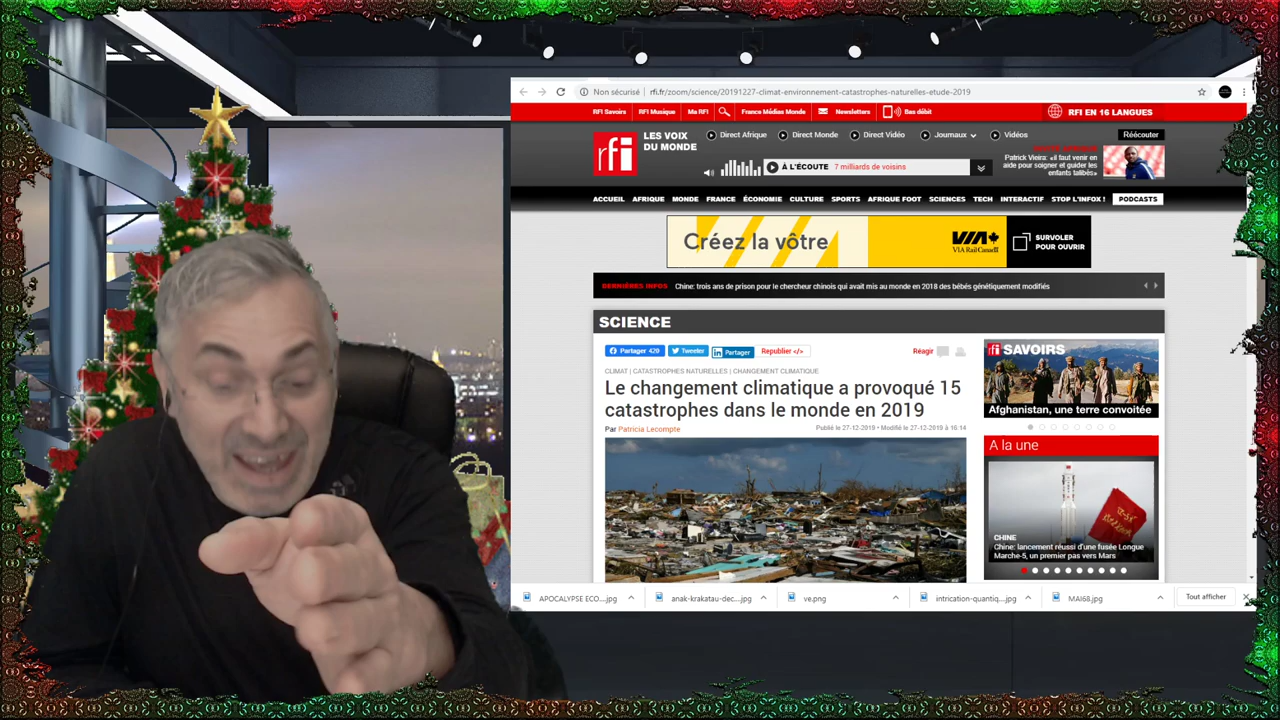 Non sécurisé | rfi.fr/zoom/science/20191227-climat-environnement-catastrophes-naturelles-etude-2019
RFI Savoirs RFI Musique Ma RFI France Médias Monde Newsletters Bas débit RFI EN 16 LANGUES
rfi
LES VOIX
DU MONDE
Direct Afrique Direct Monde Direct Vidéo Journaux Vidéos
À L'ÉCOUTE 7 milliards de voisins
Réécouter
Patrick Vieira: «il faut venir en
aide pour soigner et guider les
enfants talibés»
ACCUEIL AFRIQUE MONDE FRANCE ÉCONOMIE CULTURE SPORTS AFRIQUE FOOT SCIENCES TECH INTERACTIF STOP L'INFOX ! PODCASTS
Créez la vôtre
VIA
VIA Rail Canada
SURVOLER
POUR OUVRIR
DERNIÈRES INFOS Chine: trois ans de prison pour le chercheur chinois qui avait mis au monde en 2018 des bébés génétiquement modifiés
SCIENCE
Partager 420 Tweeter Partager Republier </> Réagir
CLIMAT | CATASTROPHES NATURELLES | CHANGEMENT CLIMATIQUE
Le changement climatique a provoqué 15
catastrophes dans le monde en 2019
Par Patricia Lecompte Publié le 27-12-2019 • Modifié le 27-12-2019 à 16:14
rfi SAVOIRS
Afghanistan, une terre convoitée
A la une
CHINE
Chine: lancement réussi d'une fusée Longue
Marche-5, un premier pas vers Mars
APOCALYPSE ECO....jpg anak-krakatau-dec....jpg ve.png intrication-quantiq....jpg MAI68.jpg Tout afficher